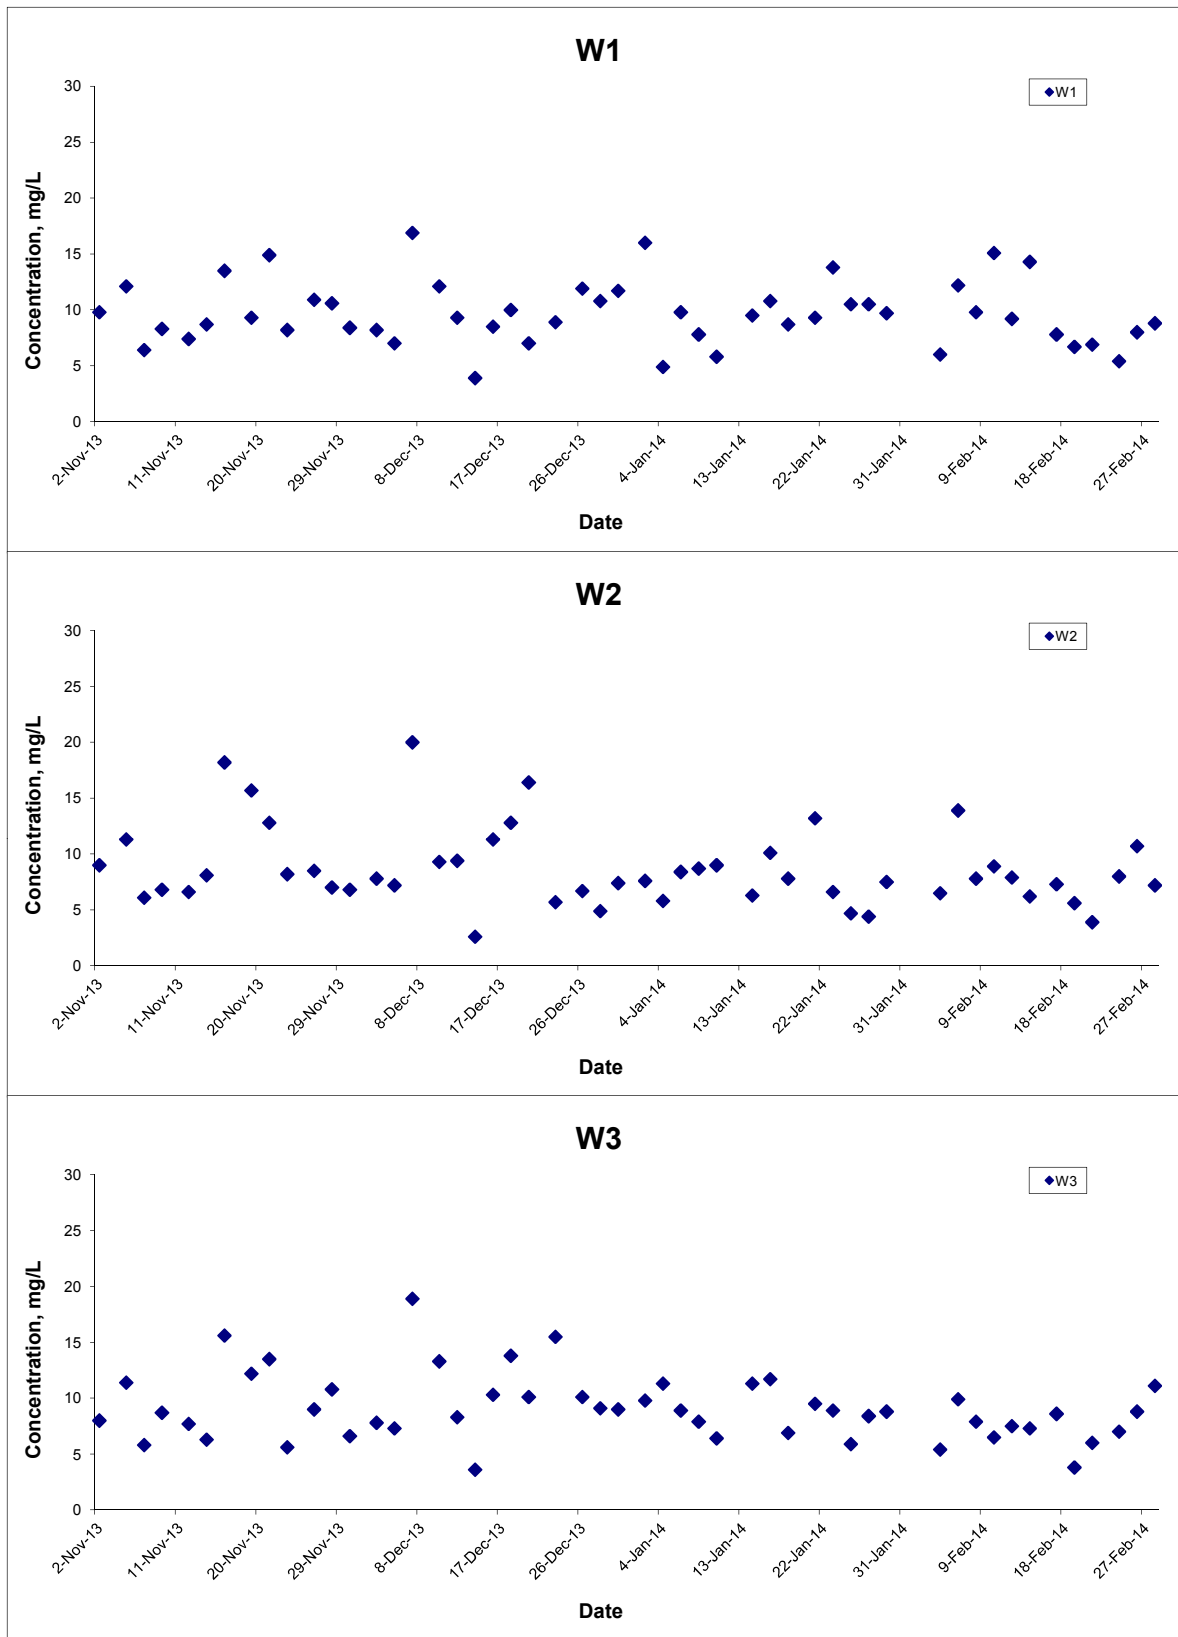 W1
W1
30
25
20
15
10
5
0
Concentration, mg/L
2-Nov-13 11-Nov-13 20-Nov-13 29-Nov-13 8-Dec-13 17-Dec-13 26-Dec-13 4-Jan-14 13-Jan-14 22-Jan-14 31-Jan-14 9-Feb-14 18-Feb-14 27-Feb-14
Date
W2
W2
30
25
20
15
10
5
0
Concentration, mg/L
2-Nov-13 11-Nov-13 20-Nov-13 29-Nov-13 8-Dec-13 17-Dec-13 26-Dec-13 4-Jan-14 13-Jan-14 22-Jan-14 31-Jan-14 9-Feb-14 18-Feb-14 27-Feb-14
Date
W3
W3
30
25
20
15
10
5
0
Concentration, mg/L
2-Nov-13 11-Nov-13 20-Nov-13 29-Nov-13 8-Dec-13 17-Dec-13 26-Dec-13 4-Jan-14 13-Jan-14 22-Jan-14 31-Jan-14 9-Feb-14 18-Feb-14 27-Feb-14
Date